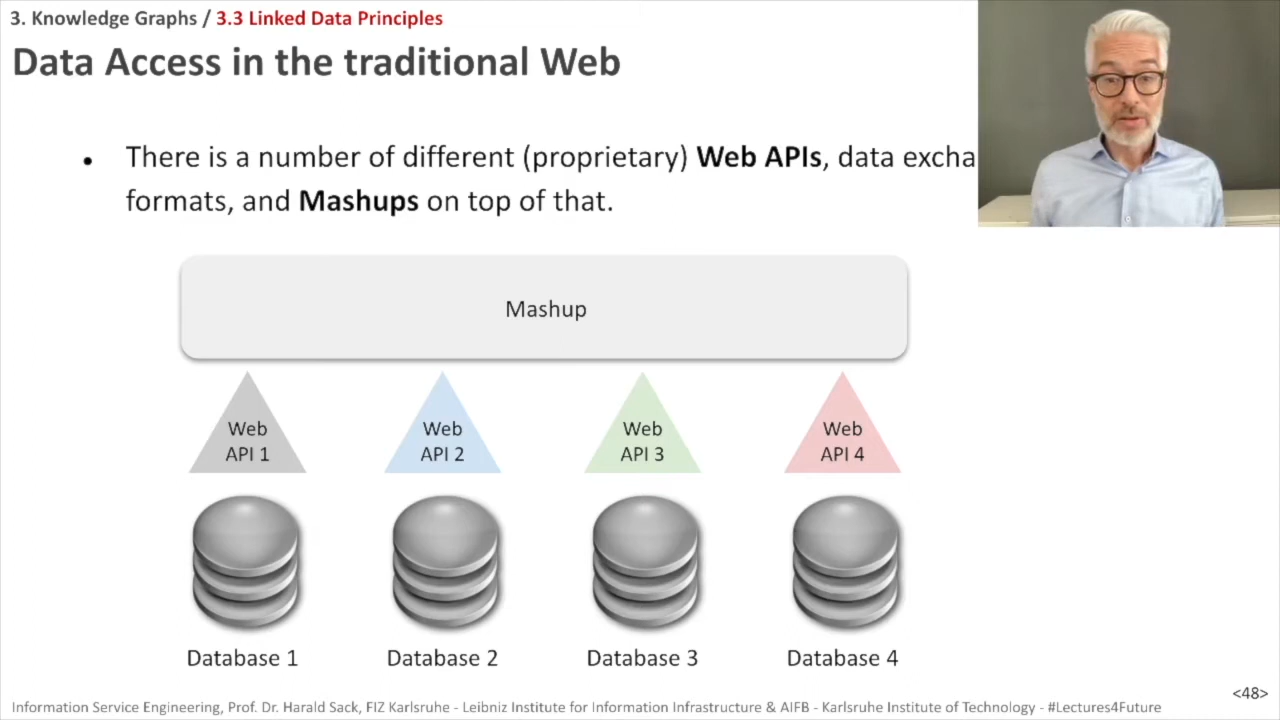 3. Knowledge Graphs / 3.3 Linked Data Principles
Data Access in the traditional Web
• There is a number of different (proprietary) Web APIs, data excha
formats, and Mashups on top of that.
Mashup
Web API 1
Web API 2
Web API 3
Web API 4
Database 1
Database 2
Database 3
Database 4
<48>
Information Service Engineering, Prof. Dr. Harald Sack, FIZ Karlsruhe - Leibniz Institute for Information Infrastructure & AIFB - Karlsruhe Institute of Technology - #Lectures4Future